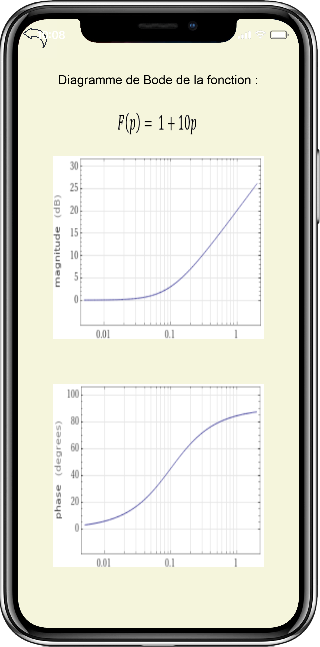 Diagramme de Bode de la fonction :
F(p) = 1 + 10p
magnitude (dB)
30
25
20
15
10
5
0
0.01 0.1 1
phase (degrees)
100
80
60
40
20
0
0.01 0.1 1